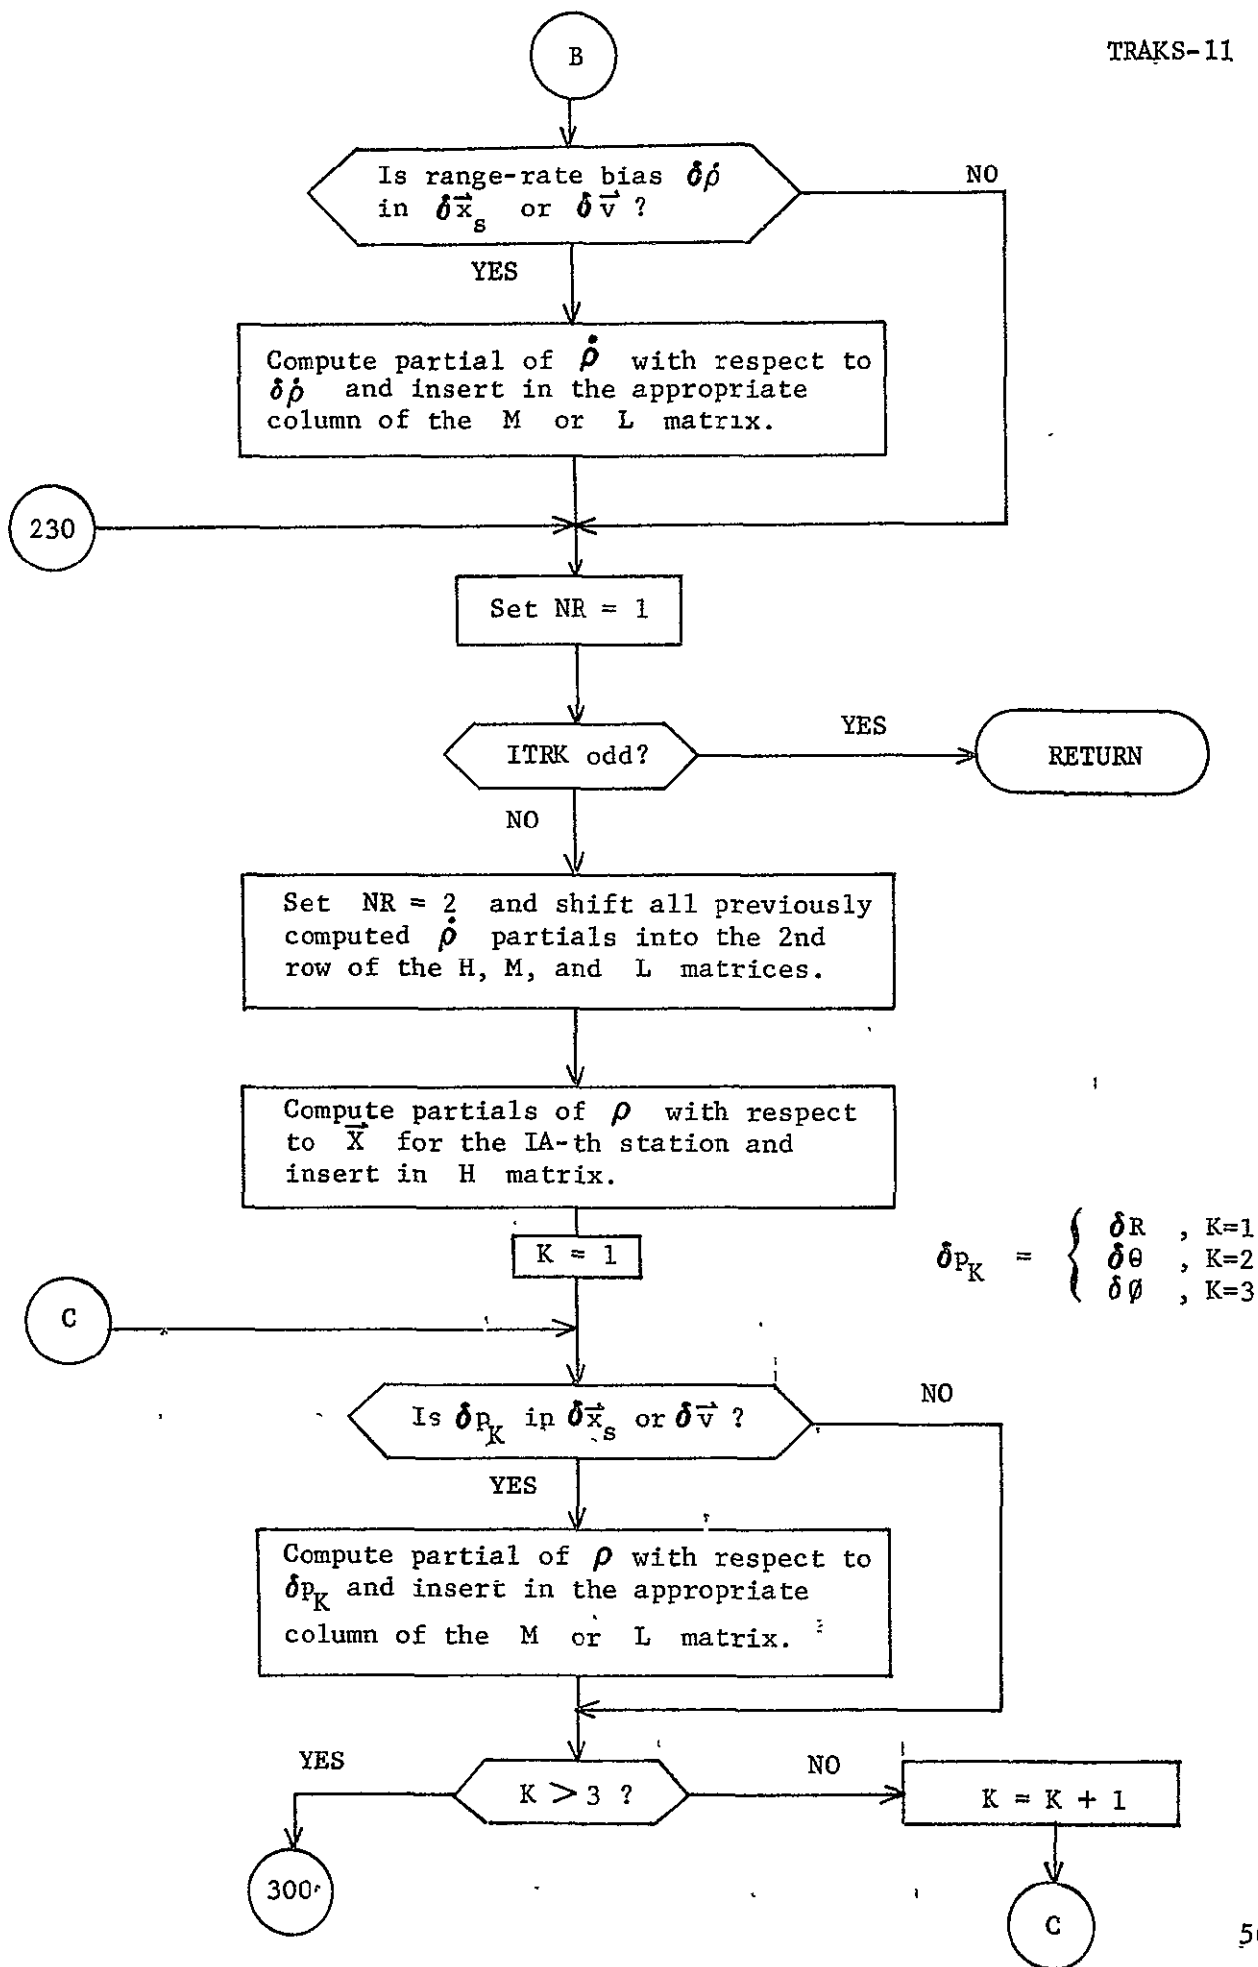 TRAKS-11
B
Is range-rate bias δρ̇
in δx⃗s or δv⃗ ?
NO
YES
Compute partial of ρ̇ with respect to
δρ̇ and insert in the appropriate
column of the M or L matrix.
230
Set NR = 1
ITRK odd?
YES
RETURN
NO
Set NR = 2 and shift all previously
computed ρ̇ partials into the 2nd
row of the H, M, and L matrices.
Compute partials of ρ with respect
to X⃗ for the IA-th station and
insert in H matrix.
K = 1
δpK = { δR , K=1
δθ , K=2
δø , K=3
C
Is δpK in δx⃗s or δv⃗ ?
NO
YES
Compute partial of ρ with respect to
δpK and insert in the appropriate
column of the M or L matrix.
YES
K > 3 ?
NO
K = K + 1
300
C